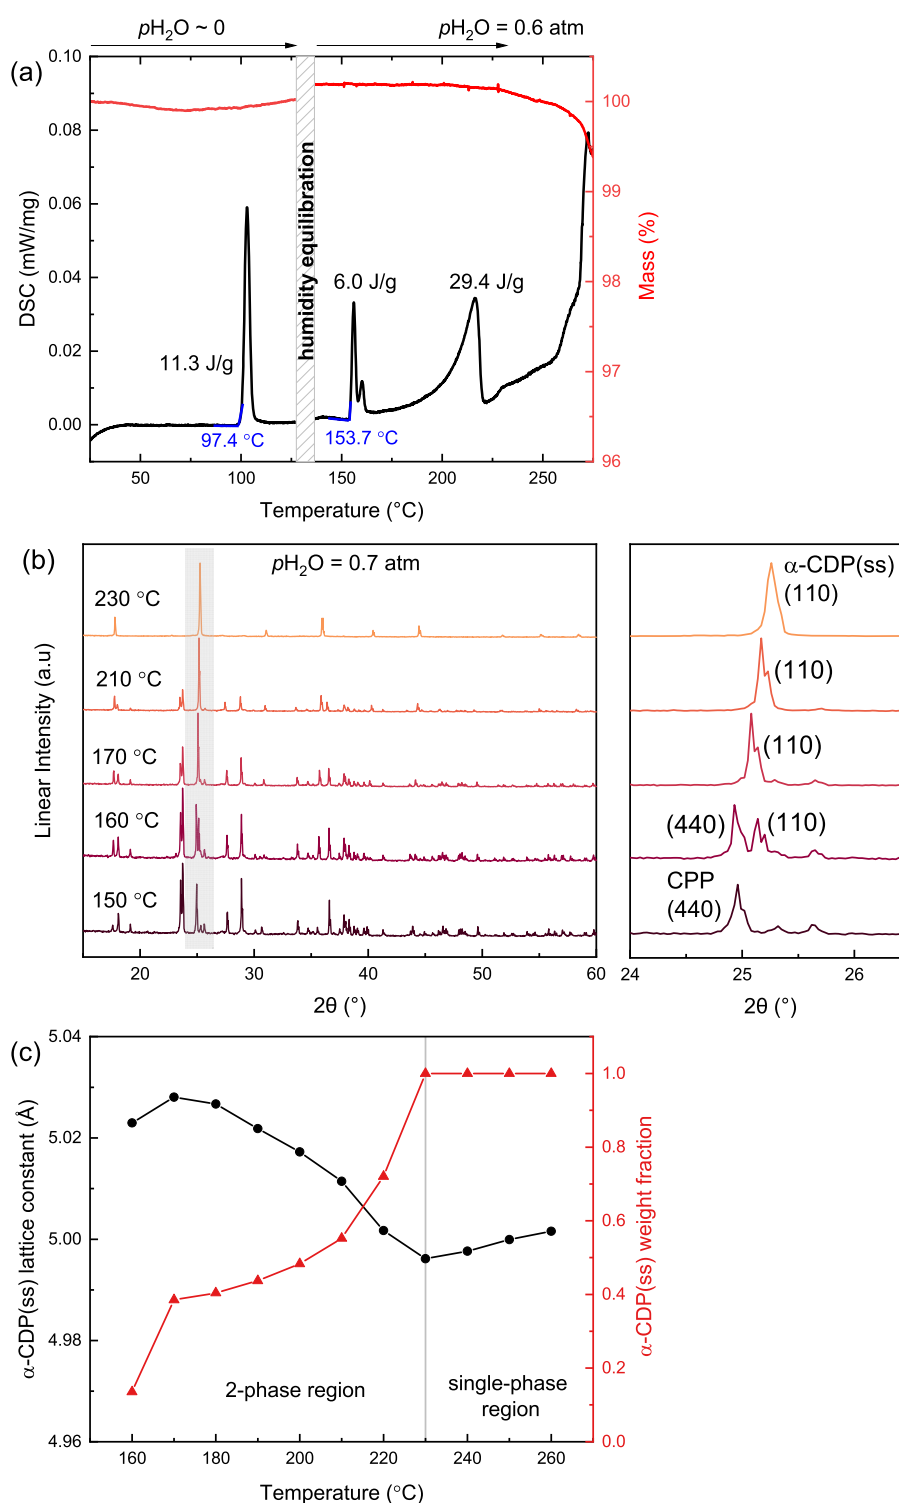 pH₂O ~ 0
pH₂O = 0.6 atm
(a)
0.10
0.08
0.06
0.04
0.02
0.00
DSC (mW/mg)
100
99
98
97
96
Mass (%)
humidity equilibration
11.3 J/g
6.0 J/g
29.4 J/g
97.4 °C
153.7 °C
50
100
150
200
250
Temperature (°C)
(b)
pH₂O = 0.7 atm
230 °C
210 °C
170 °C
160 °C
150 °C
Linear Intensity (a.u)
20
30
40
50
60
2θ (°)
α-CDP(ss)
(110)
(110)
(110)
(440)
(110)
CPP
(440)
24
25
26
2θ (°)
(c)
5.04
5.02
5.00
4.98
4.96
α-CDP(ss) lattice constant (Å)
1.0
0.8
0.6
0.4
0.2
0.0
α-CDP(ss) weight fraction
2-phase region
single-phase
region
160
180
200
220
240
260
Temperature (°C)